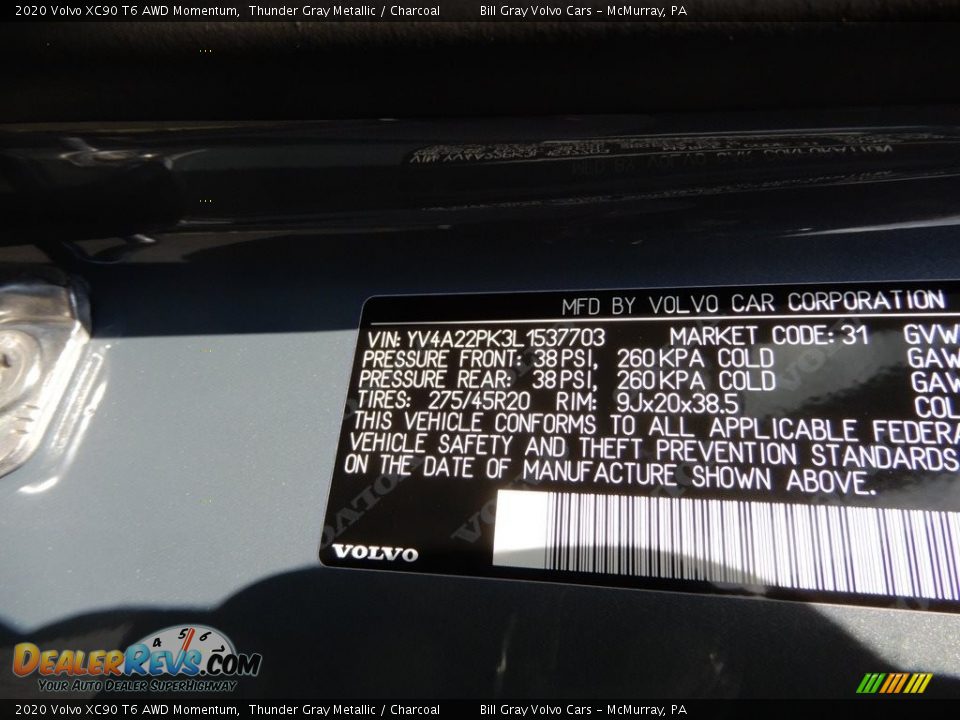 2020 Volvo XC90 T6 AWD Momentum,  Thunder Gray Metallic / Charcoal    Bill Gray Volvo Cars - McMurray, PA
MFD BY VOLVO CAR CORPORATION
VIN: YV4A22PK3L1537703    MARKET CODE: 31    GVW
PRESSURE FRONT: 38 PSI, 260 KPA COLD    GAW
PRESSURE REAR: 38 PSI, 260 KPA COLD    GAW
TIRES: 275/45R20  RIM: 9Jx20x38.5    COL
THIS VEHICLE CONFORMS TO ALL APPLICABLE FEDERA
VEHICLE SAFETY AND THEFT PREVENTION STANDARDS
ON THE DATE OF MANUFACTURE SHOWN ABOVE.
VOLVO
4 5 6
DealerRevs.com
Your Auto Dealer SuperHighway
2020 Volvo XC90 T6 AWD Momentum,  Thunder Gray Metallic / Charcoal    Bill Gray Volvo Cars - McMurray, PA